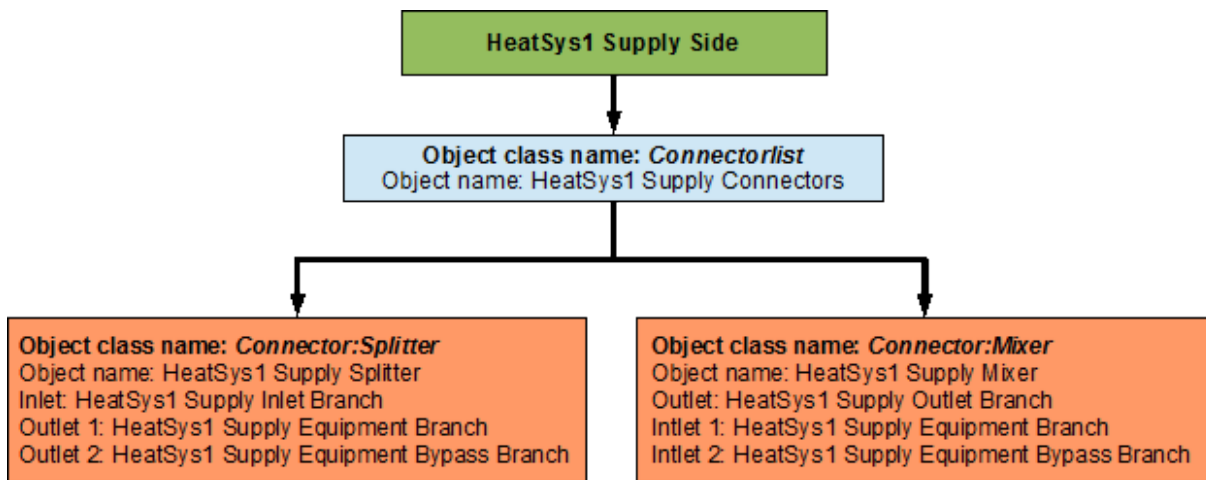 HeatSys1 Supply Side
Object class name: Connectorlist
Object name: HeatSys1 Supply Connectors
Object class name: Connector:Splitter
Object name: HeatSys1 Supply Splitter
Inlet: HeatSys1 Supply Inlet Branch
Outlet 1: HeatSys1 Supply Equipment Branch
Outlet 2: HeatSys1 Supply Equipment Bypass Branch
Object class name: Connector:Mixer
Object name: HeatSys1 Supply Mixer
Outlet: HeatSys1 Supply Outlet Branch
Intlet 1: HeatSys1 Supply Equipment Branch
Intlet 2: HeatSys1 Supply Equipment Bypass Branch